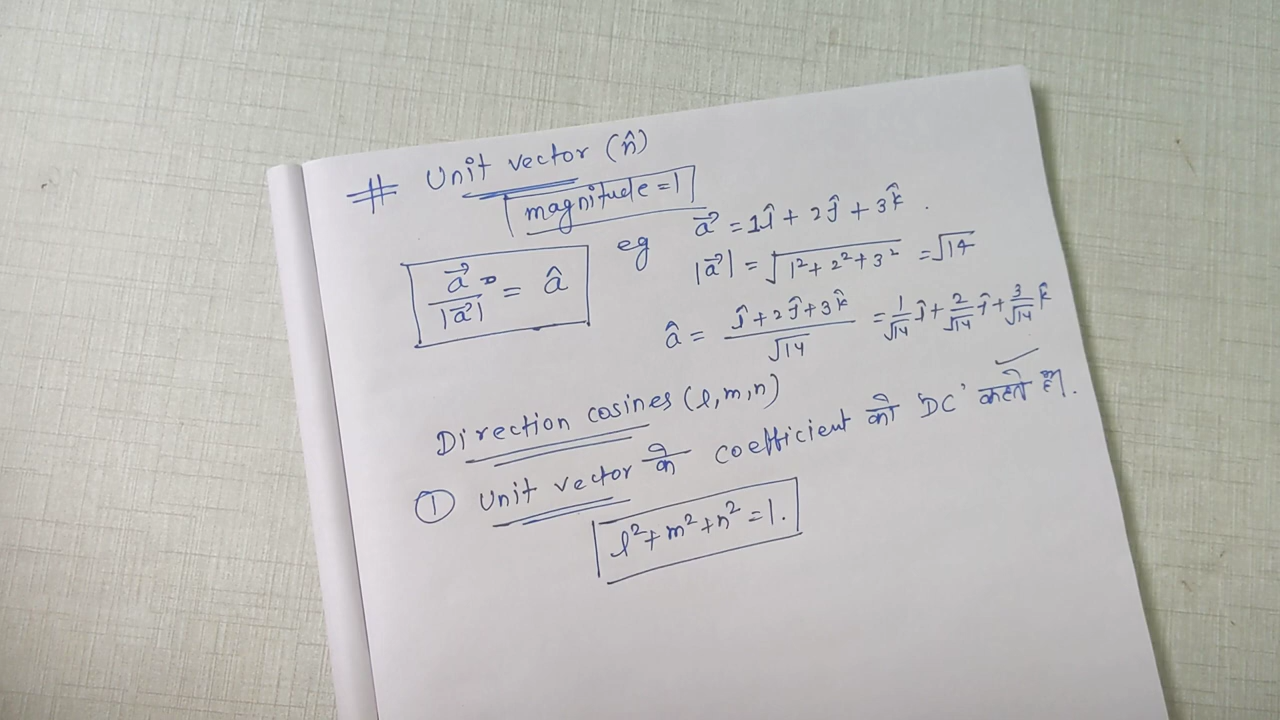 # Unit vector (n̂)
magnitude = 1
a⃗ / |a⃗| = â
eg a⃗ = 1î + 2ĵ + 3k̂ .
|a⃗| = √(1² + 2² + 3²) = √14
â = (î + 2ĵ + 3k̂) / √14 = 1/√14 î + 2/√14 ĵ + 3/√14 k̂
Direction cosines (l, m, n)
① Unit vector के coefficient को 'DC' कहते हैं।.
l² + m² + n² = 1.